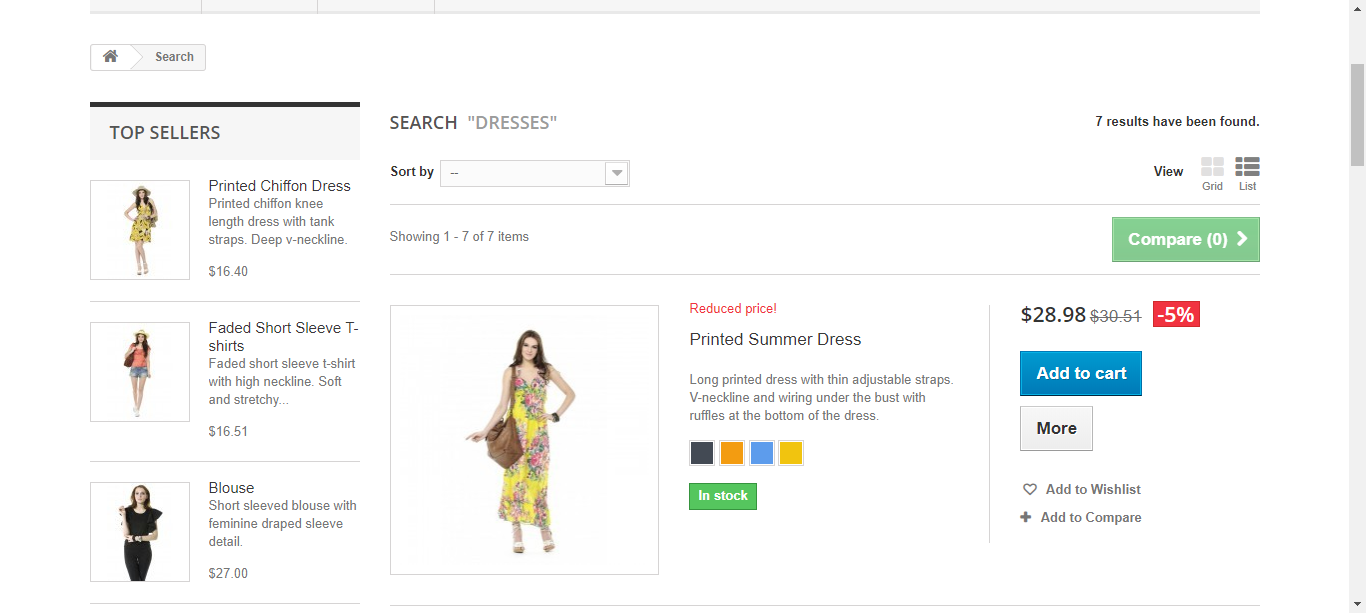 Search
TOP SELLERS
Printed Chiffon Dress
Printed chiffon knee
length dress with tank
straps. Deep v-neckline.
$16.40
Faded Short Sleeve T-
shirts
Faded short sleeve t-shirt
with high neckline. Soft
and stretchy...
$16.51
Blouse
Short sleeved blouse with
feminine draped sleeve
detail.
$27.00
SEARCH "DRESSES"
7 results have been found.
Sort by --
View
Grid List
Showing 1 - 7 of 7 items
Compare (0)
Reduced price!
Printed Summer Dress
Long printed dress with thin adjustable straps.
V-neckline and wiring under the bust with
ruffles at the bottom of the dress.
In stock
$28.98 $30.51 -5%
Add to cart
More
Add to Wishlist
Add to Compare